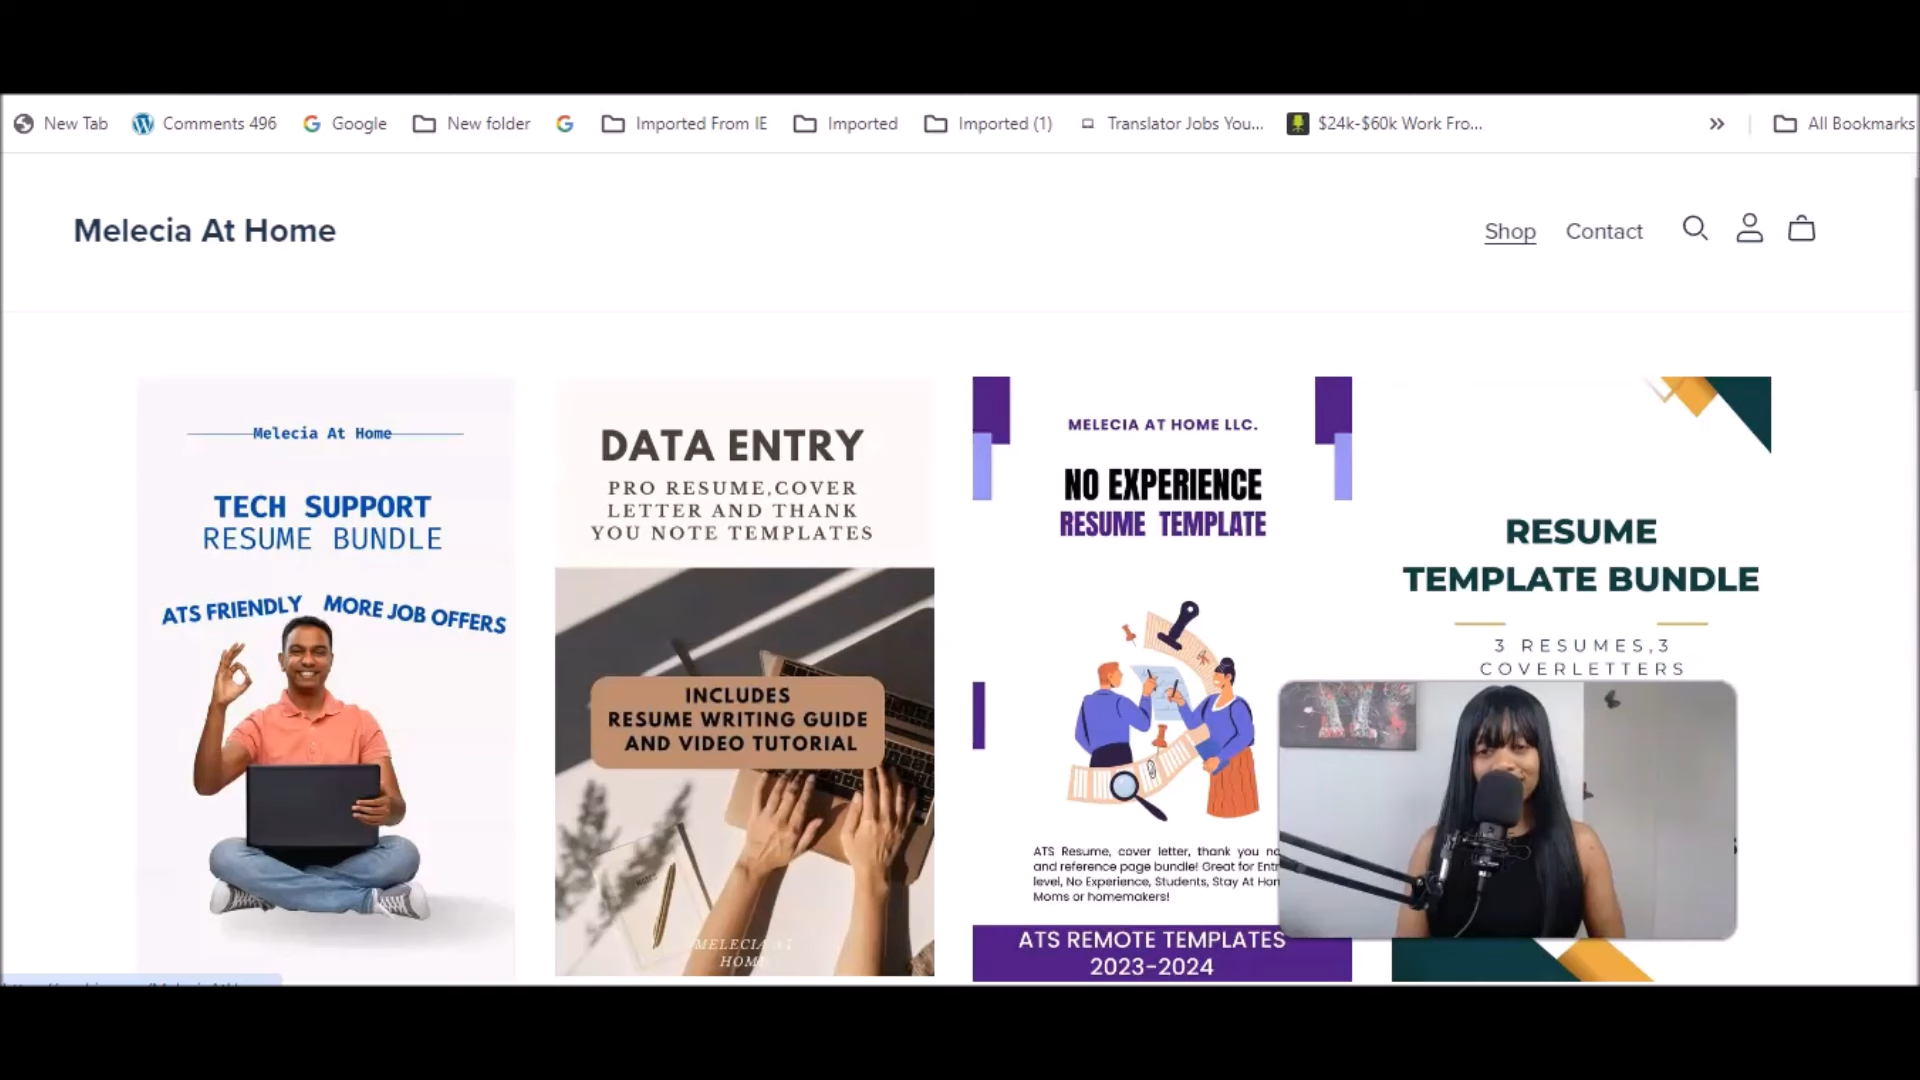 New Tab
Comments 496
Google
New folder
Imported From IE
Imported
Imported (1)
Translator Jobs You...
$24k-$60k Work Fro...
All Bookmarks
Melecia At Home
Shop
Contact
Melecia At Home
TECH SUPPORT
RESUME BUNDLE
ATS FRIENDLY MORE JOB OFFERS
DATA ENTRY
PRO RESUME,COVER
LETTER AND THANK
YOU NOTE TEMPLATES
INCLUDES
RESUME WRITING GUIDE
AND VIDEO TUTORIAL
MELECIA AT
HOME
MELECIA AT HOME LLC.
NO EXPERIENCE
RESUME TEMPLATE
ATS Resume, cover letter, thank you
and reference page bundle! Great for
level, No Experience, Students, Stay At
Moms or homemakers!
ATS REMOTE TEMPLATES
2023-2024
RESUME
TEMPLATE BUNDLE
3 RESUMES,3
COVERLETTERS